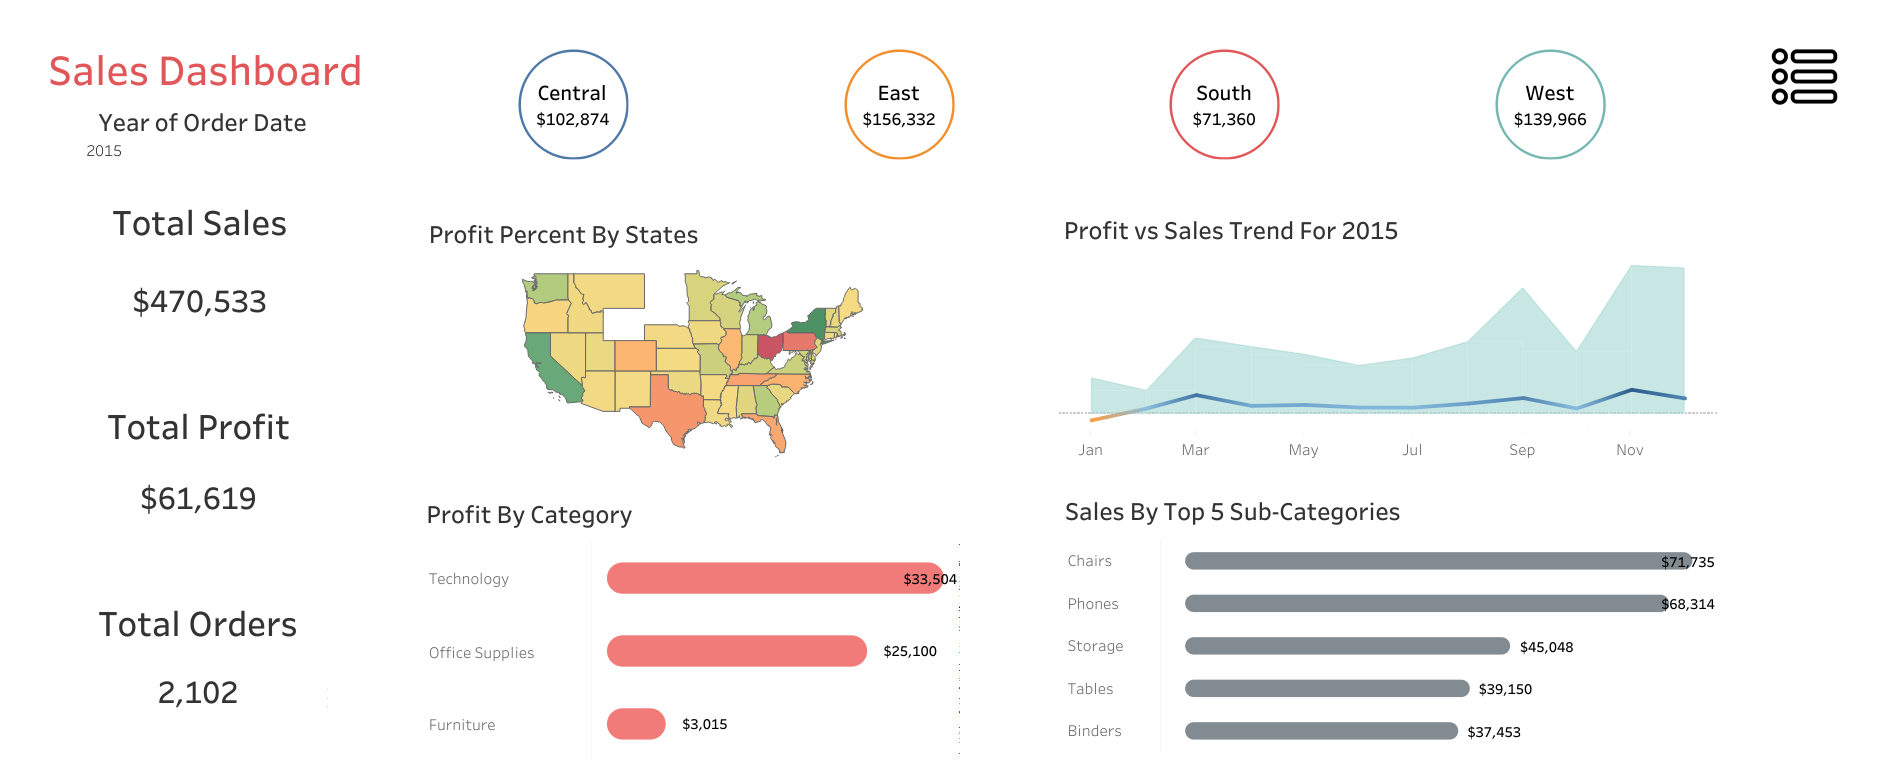 Sales Dashboard
Year of Order Date
2015
Central
$102,874
East
$156,332
South
$71,360
West
$139,966
Total Sales
$470,533
Total Profit
$61,619
Total Orders
2,102
Profit Percent By States
Profit vs Sales Trend For 2015
Jan Mar May Jul Sep Nov
Profit By Category
Technology $33,504
Office Supplies $25,100
Furniture $3,015
Sales By Top 5 Sub-Categories
Chairs $71,735
Phones $68,314
Storage $45,048
Tables $39,150
Binders $37,453